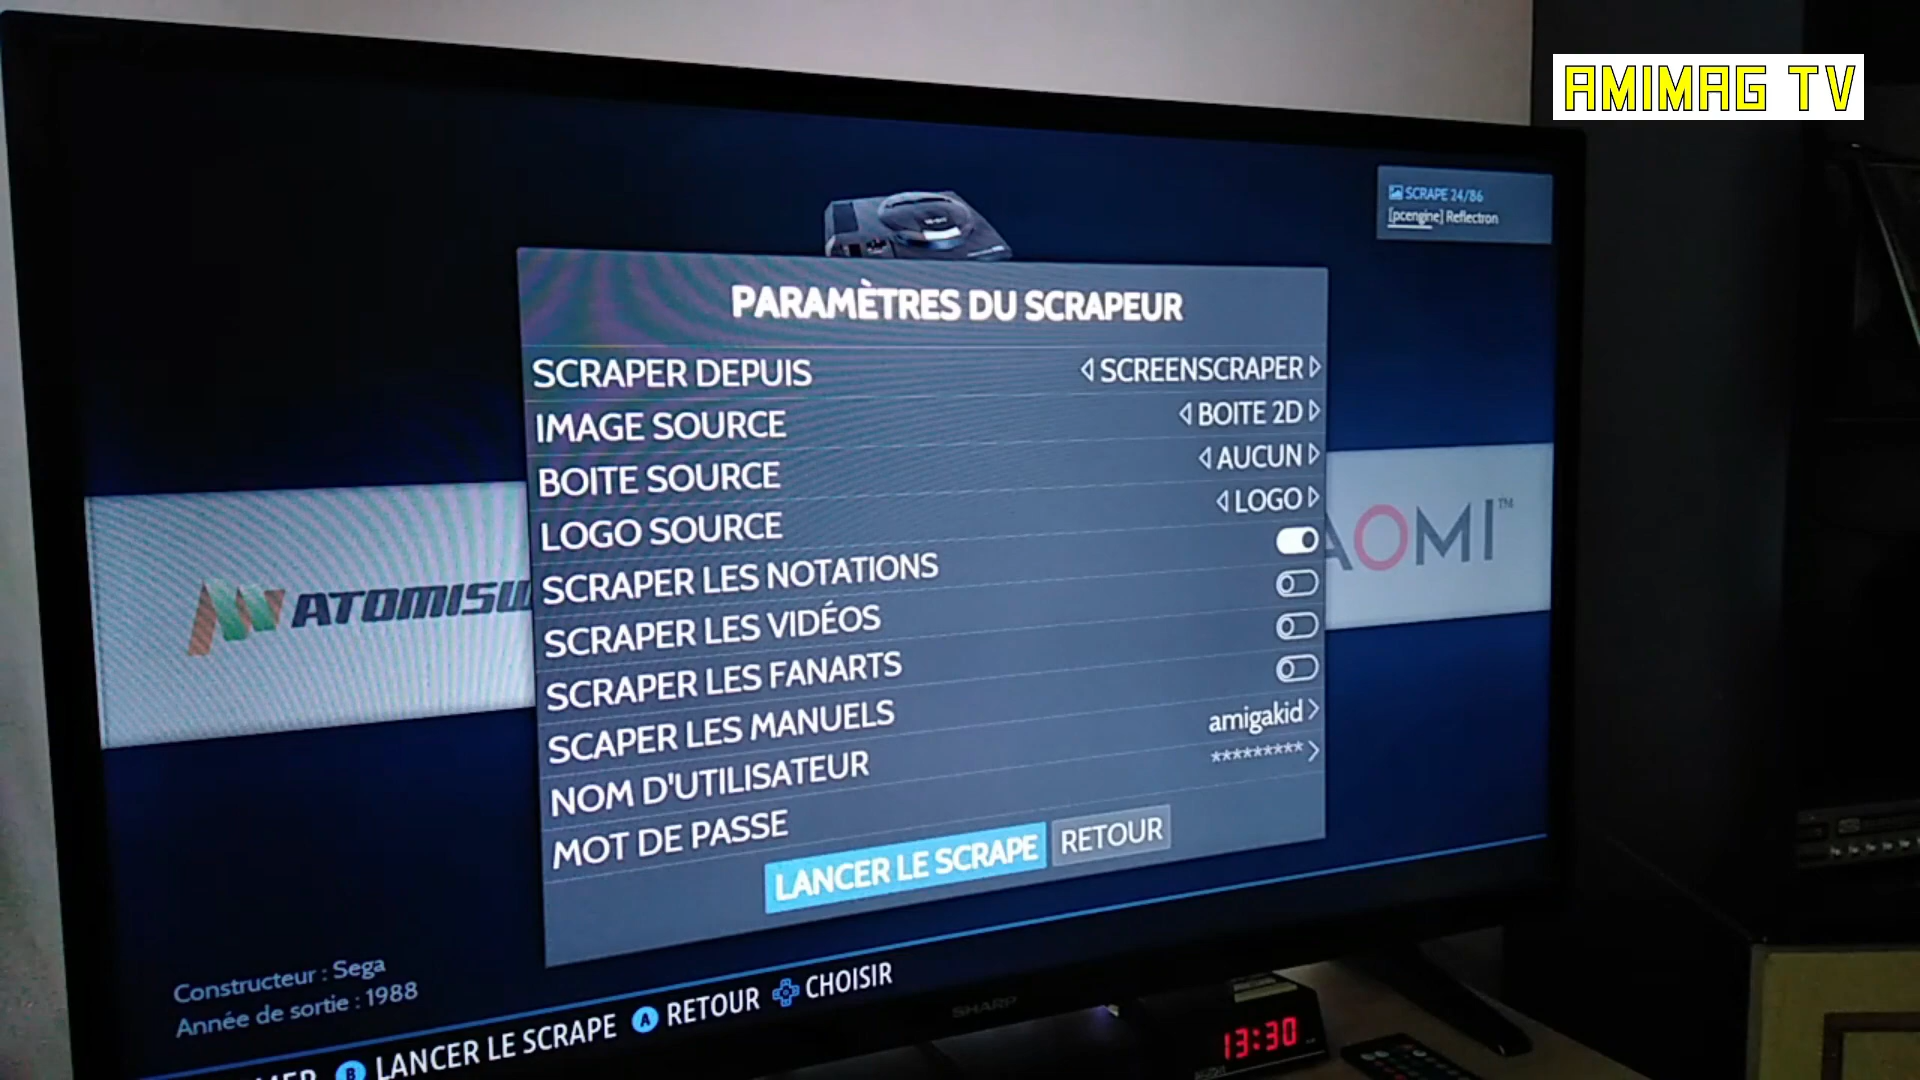 AMIMAG TV
SCRAPE 24/86
[pcengine] Reflectron
PARAMÈTRES DU SCRAPEUR
SCRAPER DEPUIS SCREENSCRAPER
IMAGE SOURCE BOITE 2D
BOITE SOURCE AUCUN
LOGO SOURCE LOGO
SCRAPER LES NOTATIONS
SCRAPER LES VIDÉOS
SCRAPER LES FANARTS
SCAPER LES MANUELS
NOM D'UTILISATEUR amigakid
MOT DE PASSE *********
LANCER LE SCRAPE RETOUR
ATOMISW
AOMI™
Constructeur : Sega
Année de sortie : 1988
B LANCER LE SCRAPE A RETOUR CHOISIR
SHARP
13:30